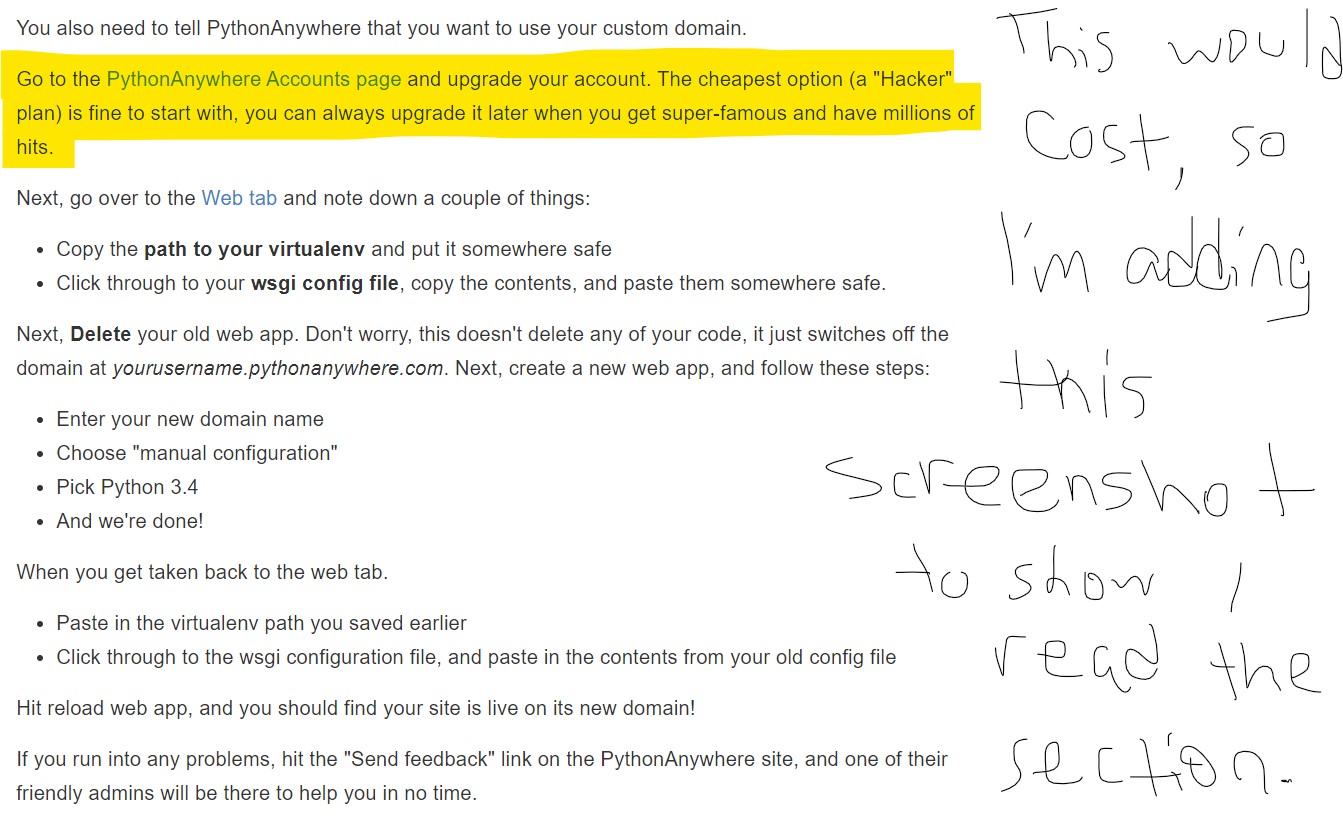 You also need to tell PythonAnywhere that you want to use your custom domain.
Go to the PythonAnywhere Accounts page and upgrade your account. The cheapest option (a "Hacker"
plan) is fine to start with, you can always upgrade it later when you get super-famous and have millions of
hits.
Next, go over to the Web tab and note down a couple of things:
• Copy the path to your virtualenv and put it somewhere safe
• Click through to your wsgi config file, copy the contents, and paste them somewhere safe.
Next, Delete your old web app. Don't worry, this doesn't delete any of your code, it just switches off the
domain at yourusername.pythonanywhere.com. Next, create a new web app, and follow these steps:
• Enter your new domain name
• Choose "manual configuration"
• Pick Python 3.4
• And we're done!
When you get taken back to the web tab.
• Paste in the virtualenv path you saved earlier
• Click through to the wsgi configuration file, and paste in the contents from your old config file
Hit reload web app, and you should find your site is live on its new domain!
If you run into any problems, hit the "Send feedback" link on the PythonAnywhere site, and one of their
friendly admins will be there to help you in no time.
This would
Cost, so
I'm adding
this
screenshot
to show I
read the
section.